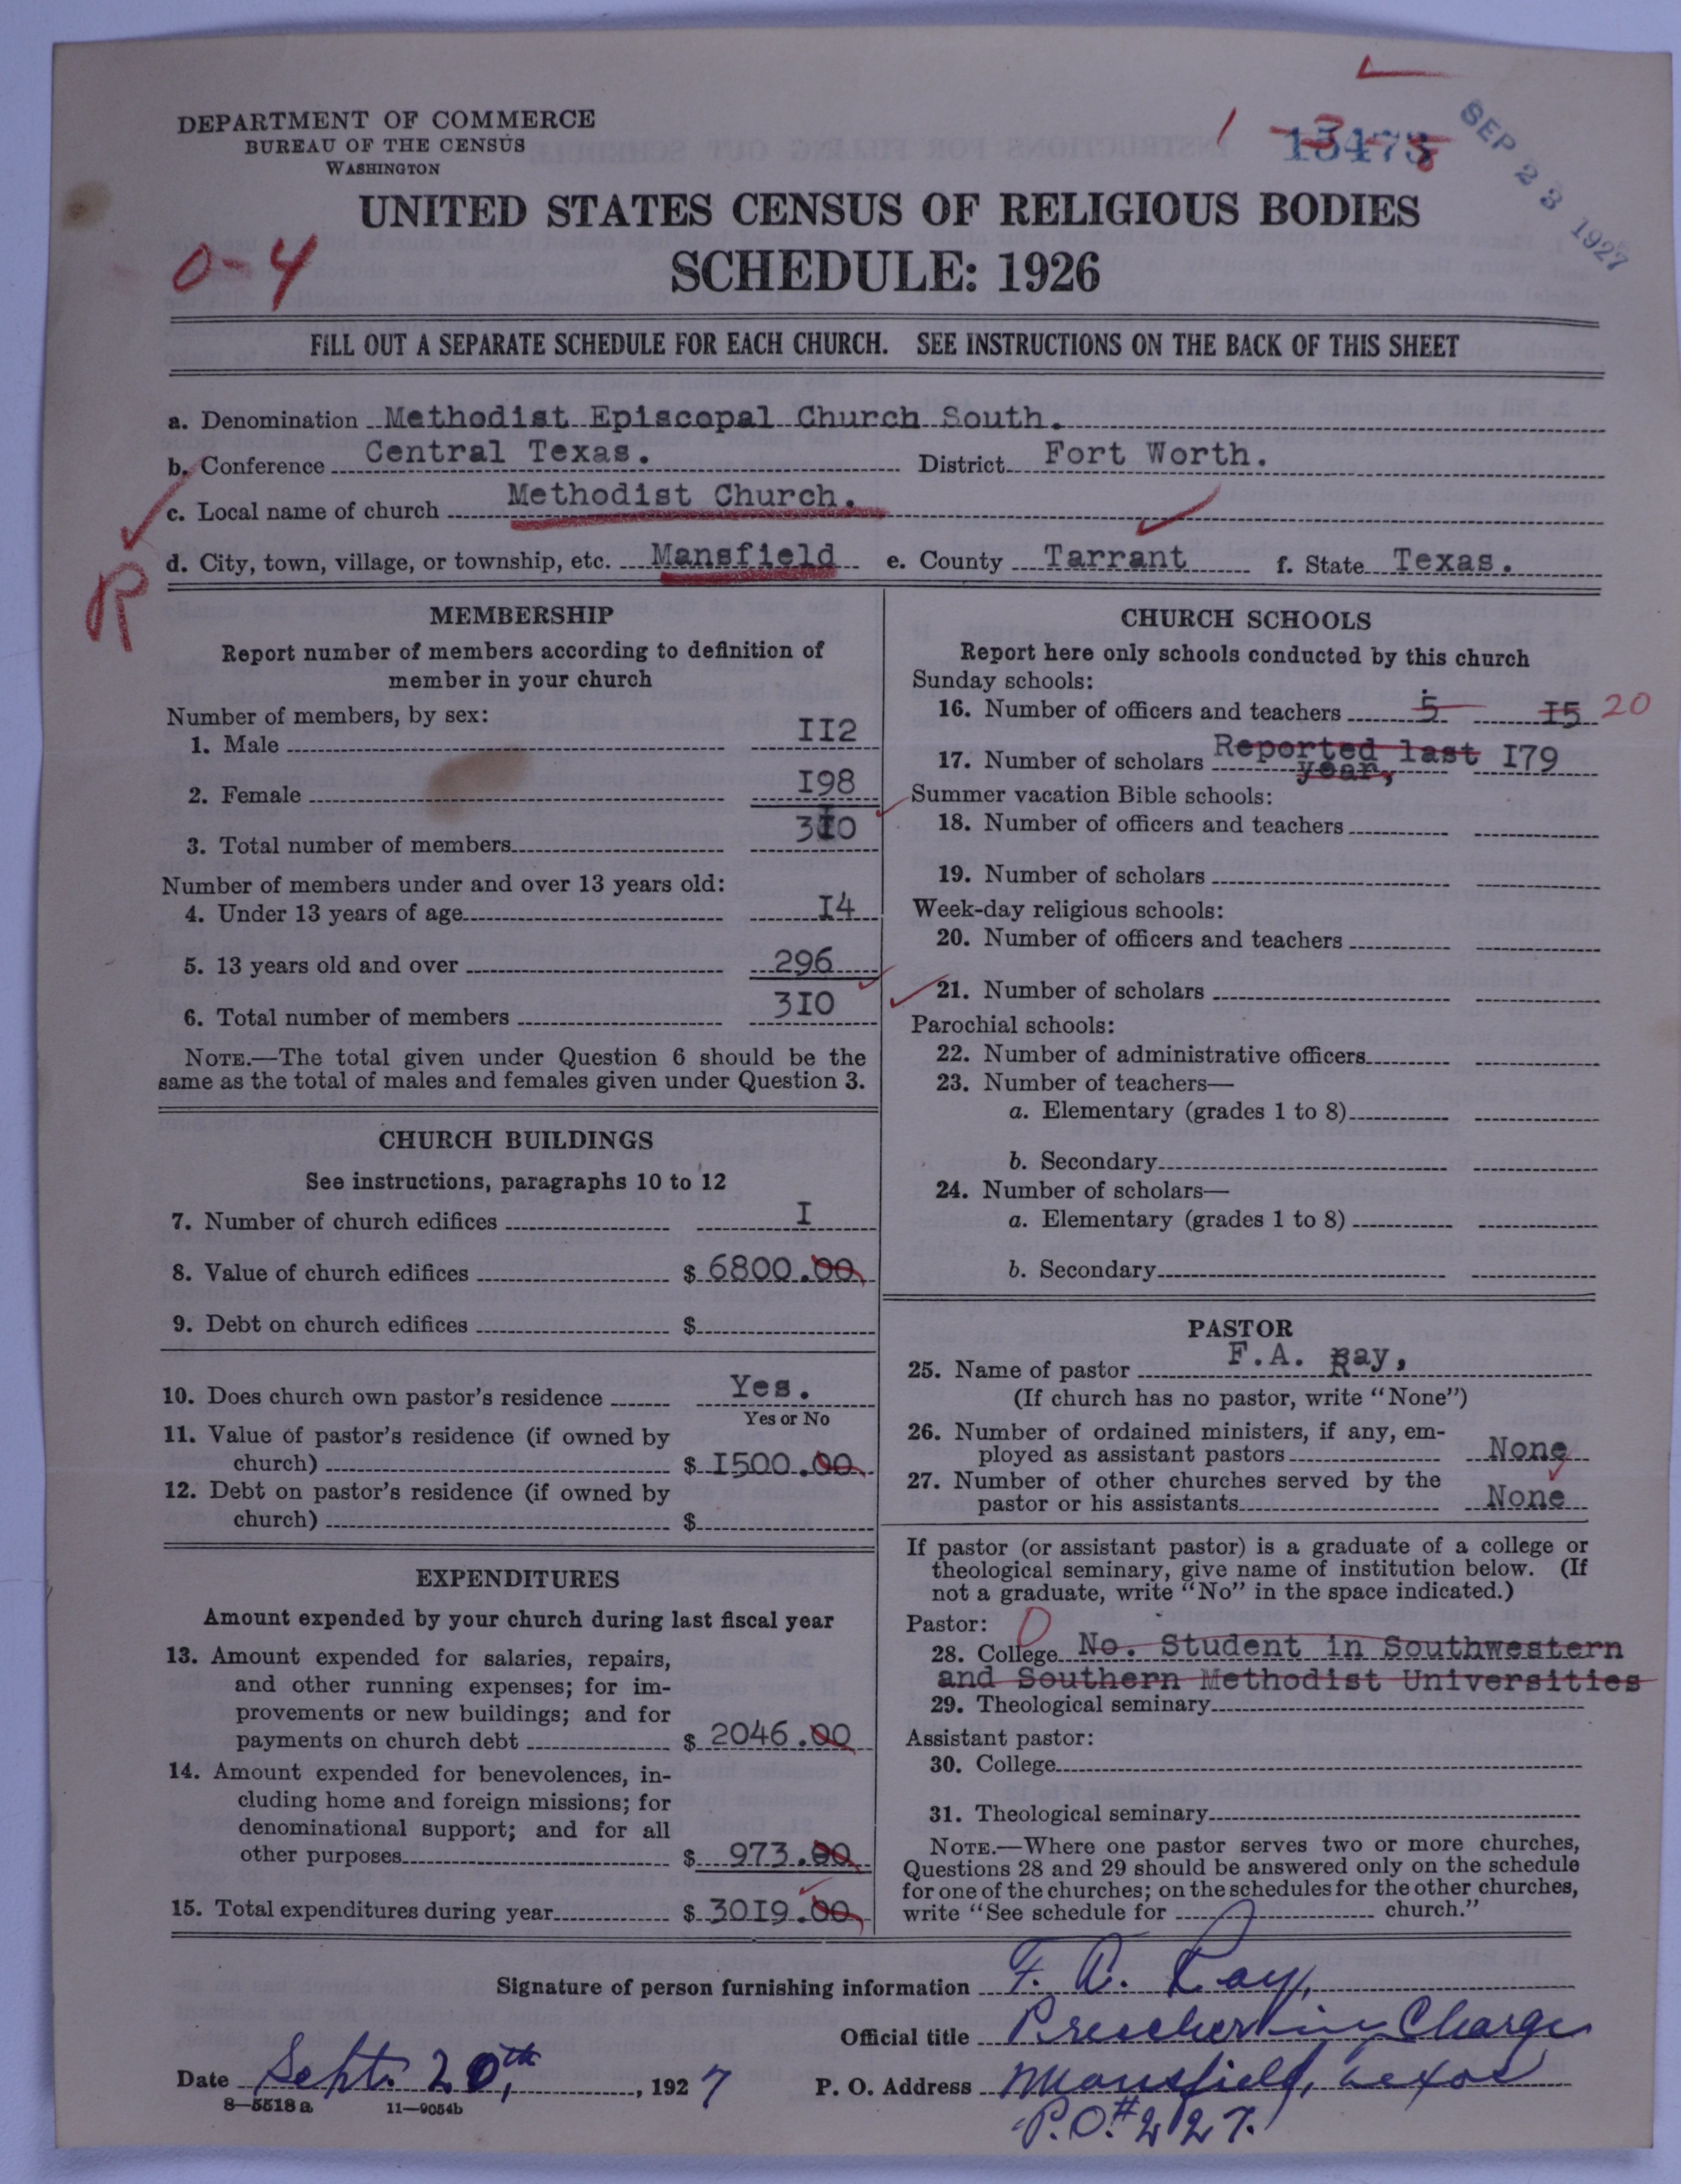 DEPARTMENT OF COMMERCE
BUREAU OF THE CENSUS
WASHINGTON
SEP 23 1927
UNITED STATES CENSUS OF RELIGIOUS BODIES
0-4
SCHEDULE: 1926
FILL OUT A SEPARATE SCHEDULE FOR EACH CHURCH. SEE INSTRUCTIONS ON THE BACK OF THIS SHEET
a. Denomination Methodist Episcopal Church South.
b. Conference Central Texas. District Fort Worth.
c. Local name of church Methodist Church.
d. City, town, village, or township, etc. Mansfield e. County Tarrant f. State Texas.
R
MEMBERSHIP
Report number of members according to definition of
member in your church
Number of members, by sex:
1. Male II2
2. Female I98
3. Total number of members 3I0
Number of members under and over 13 years old:
4. Under 13 years of age I4
5. 13 years old and over 296
6. Total number of members 3I0
NOTE.—The total given under Question 6 should be the
same as the total of males and females given under Question 3.
CHURCH BUILDINGS
See instructions, paragraphs 10 to 12
7. Number of church edifices I
8. Value of church edifices $ 6800.00
9. Debt on church edifices $
10. Does church own pastor's residence Yes.
Yes or No
11. Value of pastor's residence (if owned by
church) $ I500.00
12. Debt on pastor's residence (if owned by
church) $
EXPENDITURES
Amount expended by your church during last fiscal year
13. Amount expended for salaries, repairs,
and other running expenses; for im-
provements or new buildings; and for
payments on church debt $ 2046.00
14. Amount expended for benevolences, in-
cluding home and foreign missions; for
denominational support; and for all
other purposes $ 973.00
15. Total expenditures during year $ 30I9.00
CHURCH SCHOOLS
Report here only schools conducted by this church
Sunday schools:
16. Number of officers and teachers 5 I5 20
17. Number of scholars Reported last I79
year,
Summer vacation Bible schools:
18. Number of officers and teachers
19. Number of scholars
Week-day religious schools:
20. Number of officers and teachers
21. Number of scholars
Parochial schools:
22. Number of administrative officers
23. Number of teachers—
a. Elementary (grades 1 to 8)
b. Secondary
24. Number of scholars—
a. Elementary (grades 1 to 8)
b. Secondary
PASTOR
25. Name of pastor F.A. Ray,
(If church has no pastor, write "None")
26. Number of ordained ministers, if any, em-
ployed as assistant pastors None
27. Number of other churches served by the
pastor or his assistants None
If pastor (or assistant pastor) is a graduate of a college or
theological seminary, give name of institution below. (If
not a graduate, write "No" in the space indicated.)
Pastor: 0
28. College No. Student in Southwestern
and Southern Methodist Universities
29. Theological seminary
Assistant pastor:
30. College
31. Theological seminary
NOTE.—Where one pastor serves two or more churches,
Questions 28 and 29 should be answered only on the schedule
for one of the churches; on the schedules for the other churches,
write "See schedule for church."
Signature of person furnishing information F. A. Ray,
Official title Preacher in Charge
Date Sept. 20th, 1927 P. O. Address Mansfield, Texas
8—5518a 11—9054b
P.O. #227.